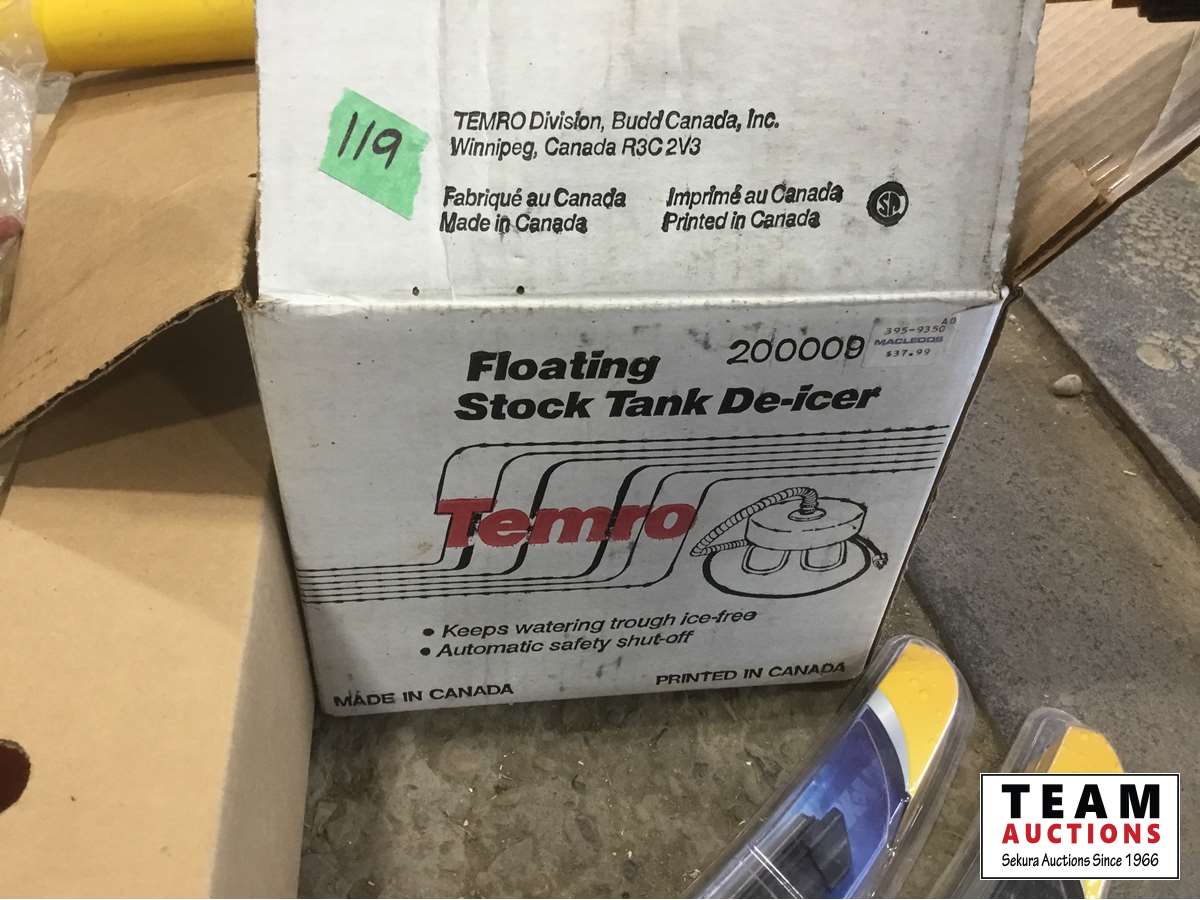 119
TEMRO Division, Budd Canada, Inc.
Winnipeg, Canada R3C 2V3
Fabriqué au Canada
Made in Canada
Imprimé au Canada
Printed in Canada
Floating
Stock Tank De-icer
200009
A0
395-9350
MACLEODS
$37.99
Temro
• Keeps watering trough ice-free
• Automatic safety shut-off
MADE IN CANADA
PRINTED IN CANADA
TEAM
AUCTIONS
Sekura Auctions Since 1966